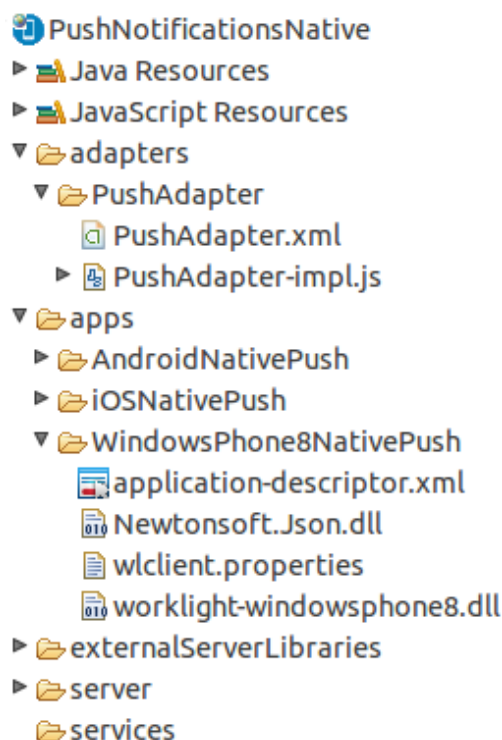 PushNotificationsNative
Java Resources
JavaScript Resources
adapters
PushAdapter
PushAdapter.xml
PushAdapter-impl.js
apps
AndroidNativePush
iOSNativePush
WindowsPhone8NativePush
application-descriptor.xml
Newtonsoft.Json.dll
wlclient.properties
worklight-windowsphone8.dll
externalServerLibraries
server
services